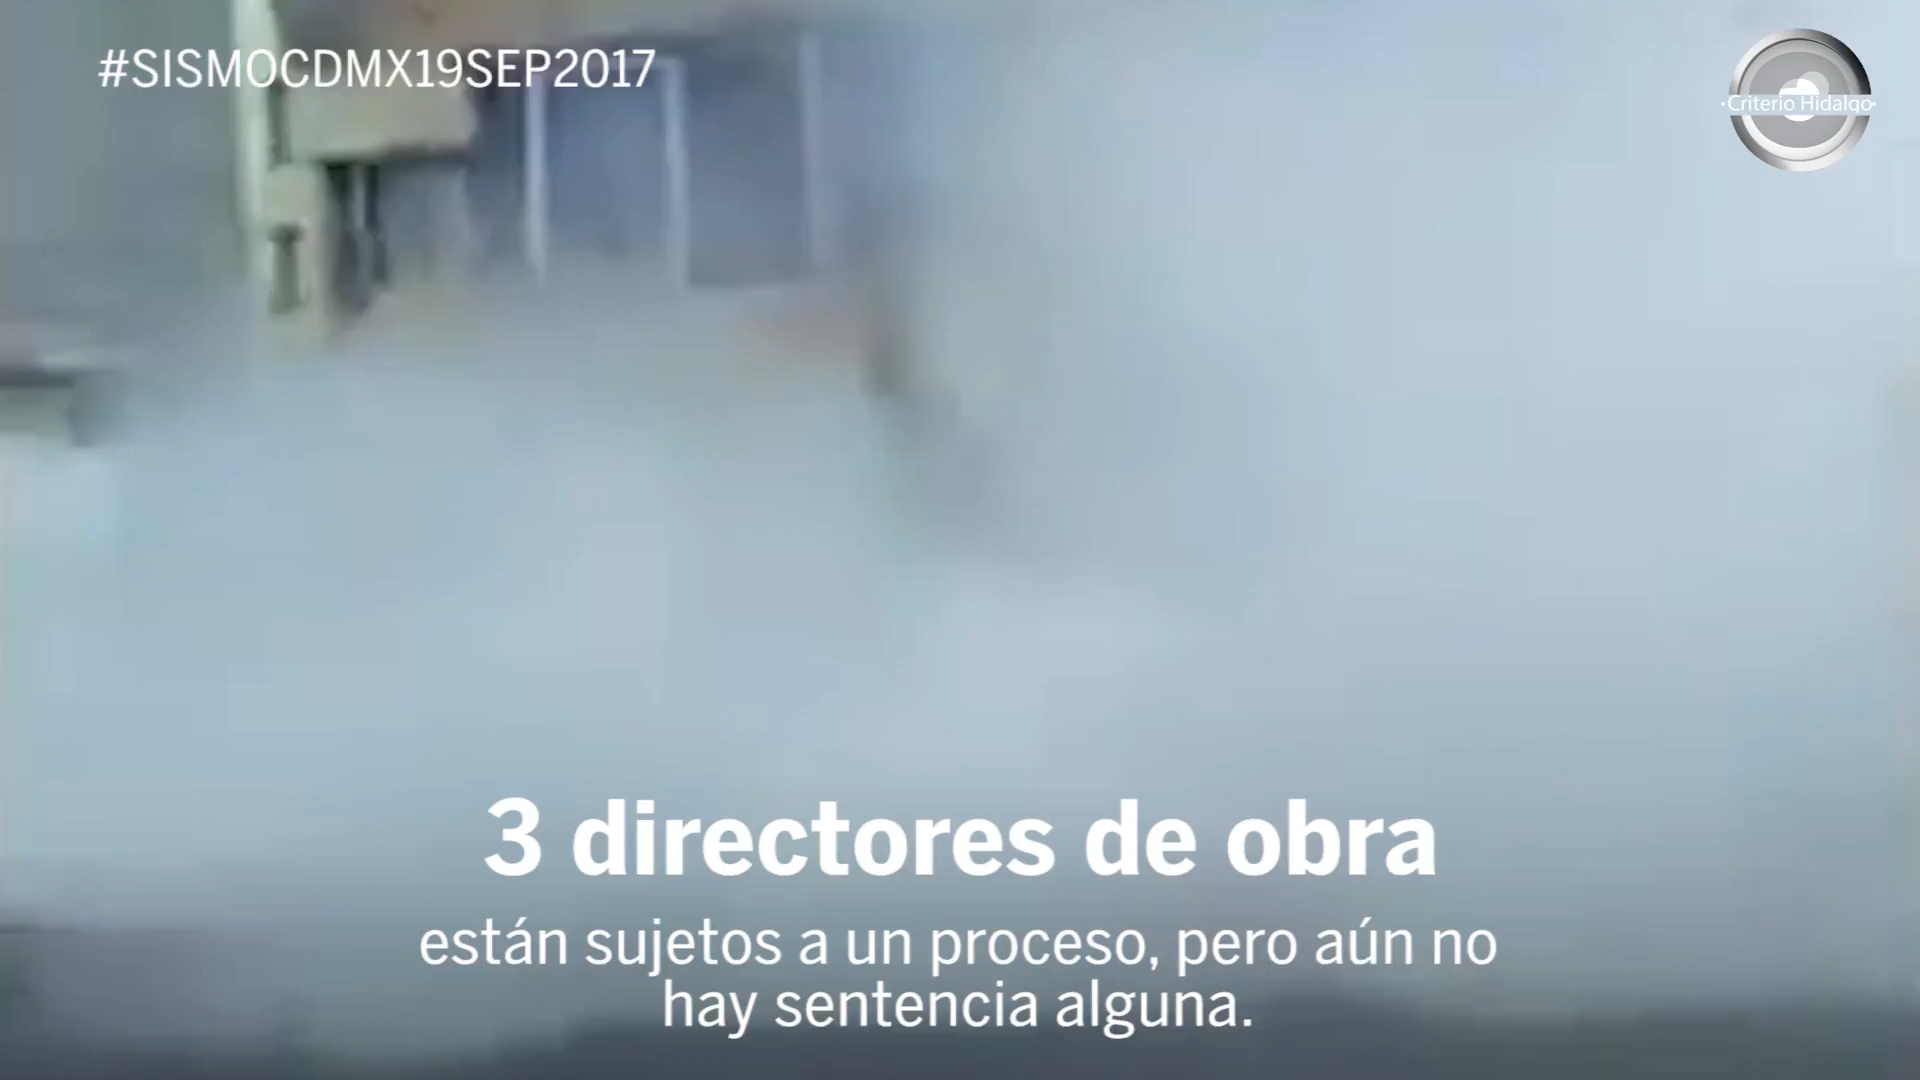 #SISMOCDMX19SEP2017
•Criterio Hidalgo•
3 directores de obra
están sujetos a un proceso, pero aún no
hay sentencia alguna.